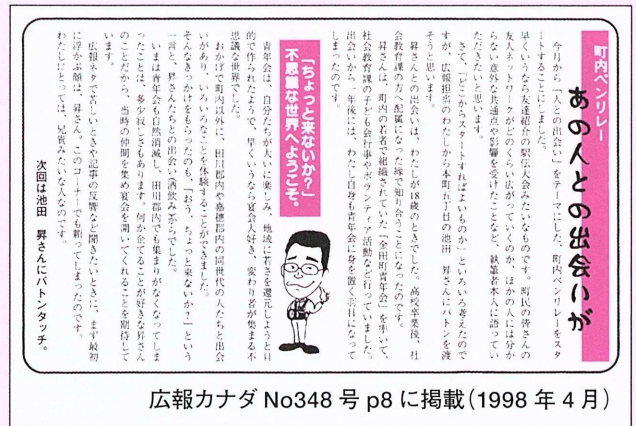 町内ペンリレー
あの人との出会いが
今月から「人との出会い」をテーマにした、町内ペンリレーをスタ
ートすることにしました。
早くいうなら友達紹介の駅伝大会みたいなものです。町民の皆さんの
友人ネットワークがどのくらい広がっていくのか、ほかの人には分か
らない意外な共通点や影響を受けたことなど、執筆者本人に語ってい
ただきたいと思います。
さて、「どこからスタートすればよいものか」といろいろ考えたので
すが、広報担当のわたしから本町れ丁目の池田 昇さんにバトンを渡
そうと思います。
昇さんとの出会いは、わたしが18歳のときでした。高校卒業後、社
会教育課の方へ配属になった縁で知り合うことになったのです。
昇さんは、町内の若者で組織されていた「金田町青年会」を率いて、
社会教育課の子ども会行事やボランティア活動など行っていました。
出会いから一年後には、わたし自身も青年会に身を置く羽目になって
しまったのです。
「ちょっと来ないか？」
不思議な世界へようこそ。
青年会は、自分たちが大いに楽しみ、地域に若さを還元しようと目
的で作られたようで、早くいうなら宴会大好き、変わり者が集まる不
思議な世界でした。
おかげで町内以外に、田川郡内や嘉穂郡内の同世代の人たちと出会
いがあり、いろいろなことを体験することができました。
そんなきっかけをもらったのも、「おう、ちょっと来ないか？」という
一言と、昇さんたちとの出会い（酒飲み）からでした。
いまは青年会も自然消滅し、田川郡内でも集まりがなくなってしま
ったことは、多少寂しさもあります。何か企てることが好きな昇さん
のことだから、当時の仲間を集め宴会を開いてくれることを期待して
います。
広報ネタで苦しいときや記事の反響など聞きたいときに、まず最初
に浮かぶ顔は、昇さん。このコーナーでも頼ってしまったのです。
わたしにとっては、兄貴みたいな人なのです。
次回は池田 昇さんにバトンタッチ。
広報カナダ No348 号 p8 に掲載（1998 年 4 月）